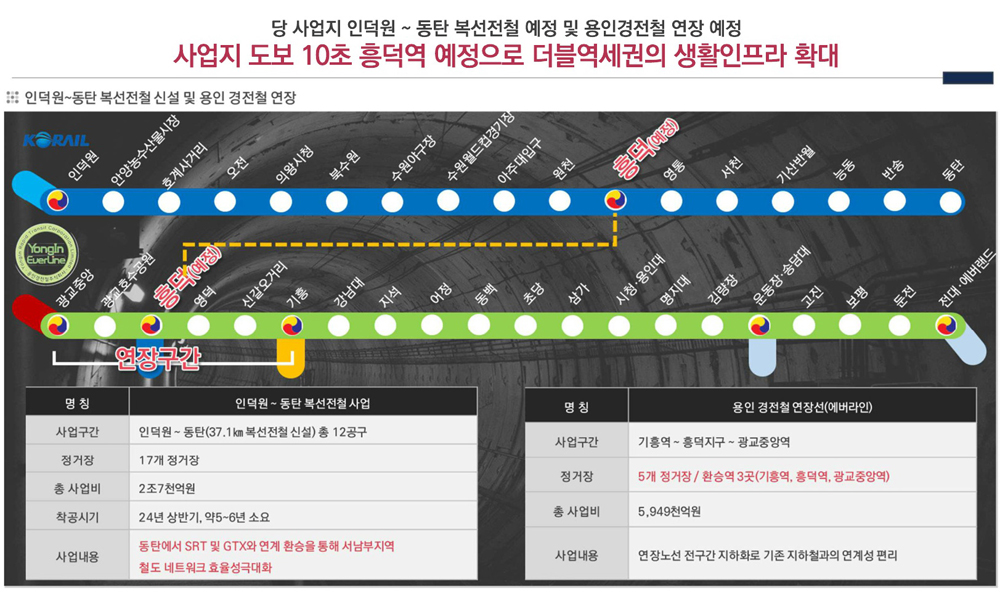 당 사업지 인덕원 ~ 동탄 복선전철 예정 및 용인경전철 연장 예정
사업지 도보 10초 흥덕역 예정으로 더블역세권의 생활인프라 확대
인덕원~동탄 복선전철 신설 및 용인 경전철 연장
KORAIL
인덕원
안양농수산물시장
호계사거리
오전
의왕시청
북수원
수원야구장
수원월드컵경기장
아주대입구
원천
흥덕(예정)
영통
서천
기산반월
능동
반송
동탄
YongIn
EverLine
광교중앙
광교호수공원
흥덕(예정)
영덕
신갈오거리
기흥
강남대
지석
어정
동백
초당
삼가
시청·용인대
명지대
김량장
운동장·송담대
고진
보평
둔전
전대·에버랜드
연장구간
명 칭 인덕원 ~ 동탄 복선전철 사업
사업구간 인덕원 ~ 동탄(37.1㎞ 복선전철 신설) 총 12공구
정거장 17개 정거장
총 사업비 2조7천억원
착공시기 24년 상반기, 약5~6년 소요
사업내용 동탄에서 SRT 및 GTX와 연계 환승을 통해 서남부지역
철도 네트워크 효율성극대화
명 칭 용인 경전철 연장선(에버라인)
사업구간 기흥역 ~ 흥덕지구 ~ 광교중앙역
정거장 5개 정거장 / 환승역 3곳(기흥역, 흥덕역, 광교중앙역)
총 사업비 5,949천억원
사업내용 연장노선 전구간 지하화로 기존 지하철과의 연계성 편리